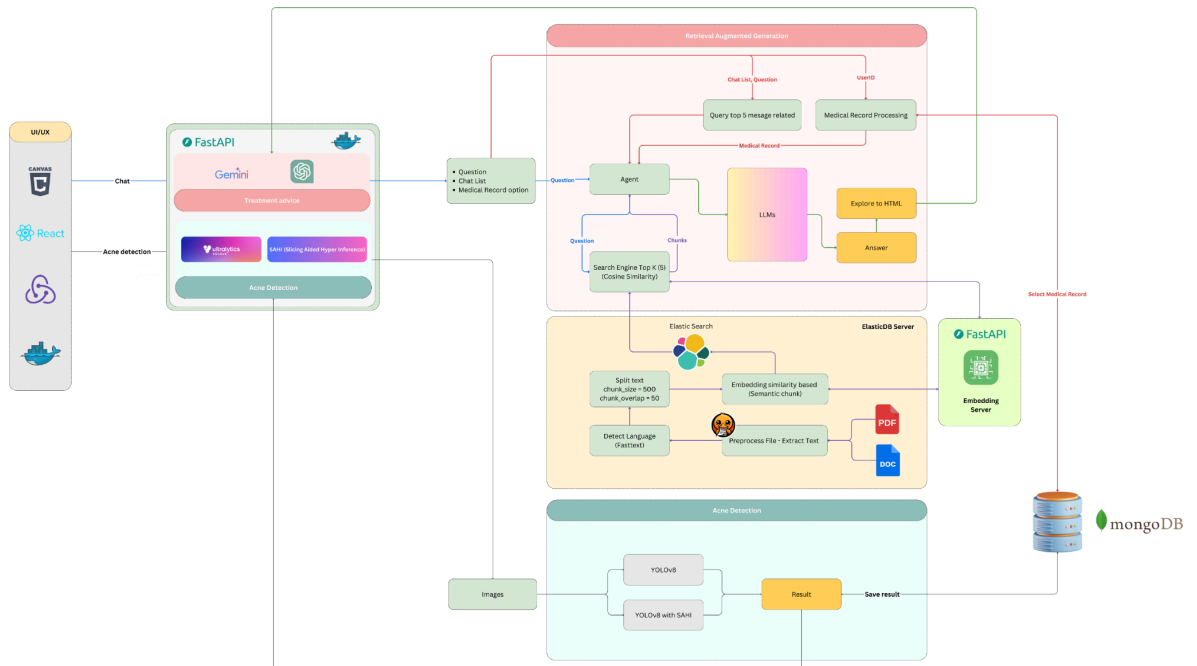 UI/UX
CANVAS
React
Chat
Acne detection
FastAPI
Gemini
Treatment advice
ultralytics
SAHI (Slicing Aided Hyper Inference)
Acne Detection
Question
Chat List
Medical Record option
Question
Retrieval Augmented Generation
Chat List, Question
UserID
Query top 5 mesage related
Medical Record Processing
Medical Record
Agent
LLMs
Explore to HTML
Answer
Question
Chunks
Search Engine Top K (5)
(Cosine Similarity)
Select Medical Record
Elastic Search
ElasticDB Server
Split text
chunk_size = 500
chunk_overlap = 50
Embedding similarity based
(Semantic chunk)
Detect Language
(Fasttext)
Preprocess File - Extract Text
PDF
DOC
FastAPI
Embedding
Server
mongoDB
Acne Detection
Images
YOLOv8
YOLOv8 with SAHI
Result
Save result